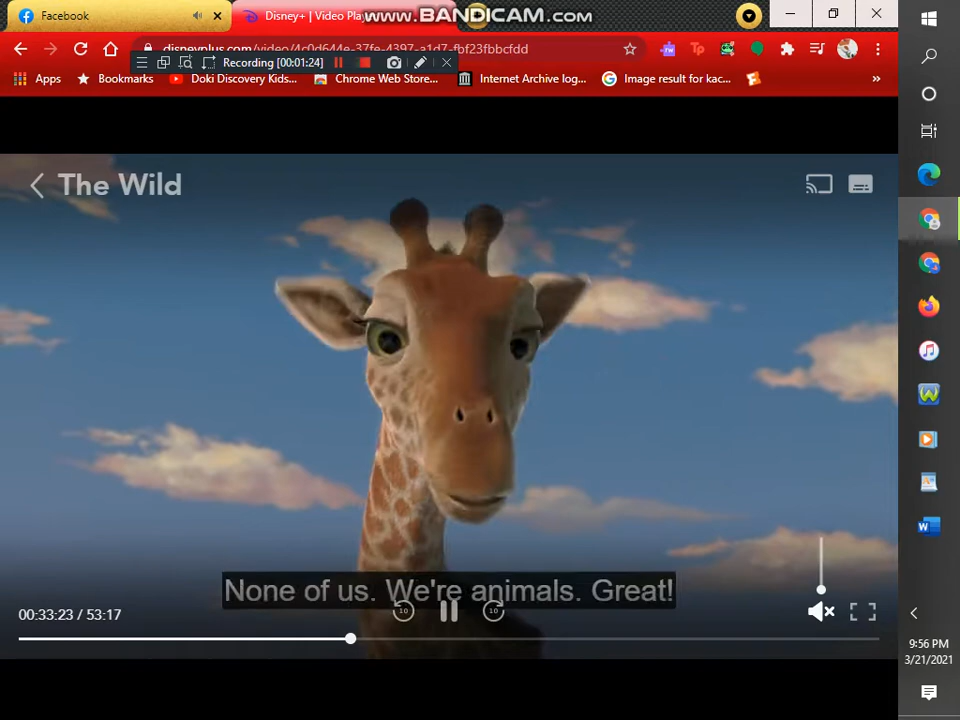 Facebook
Disney+ | Video Pla
www.BANDICAM.com
disneyplus.com/video/4c0d644e-37fe-4397-a1d7-fbf23fbbcfdd
Recording [00:01:24]
Apps
Bookmarks
Doki Discovery Kids...
Chrome Web Store...
Internet Archive log...
Image result for kac...
»
The Wild
None of us. We're animals. Great!
00:33:23 / 53:17
10
10
9:56 PM
3/21/2021